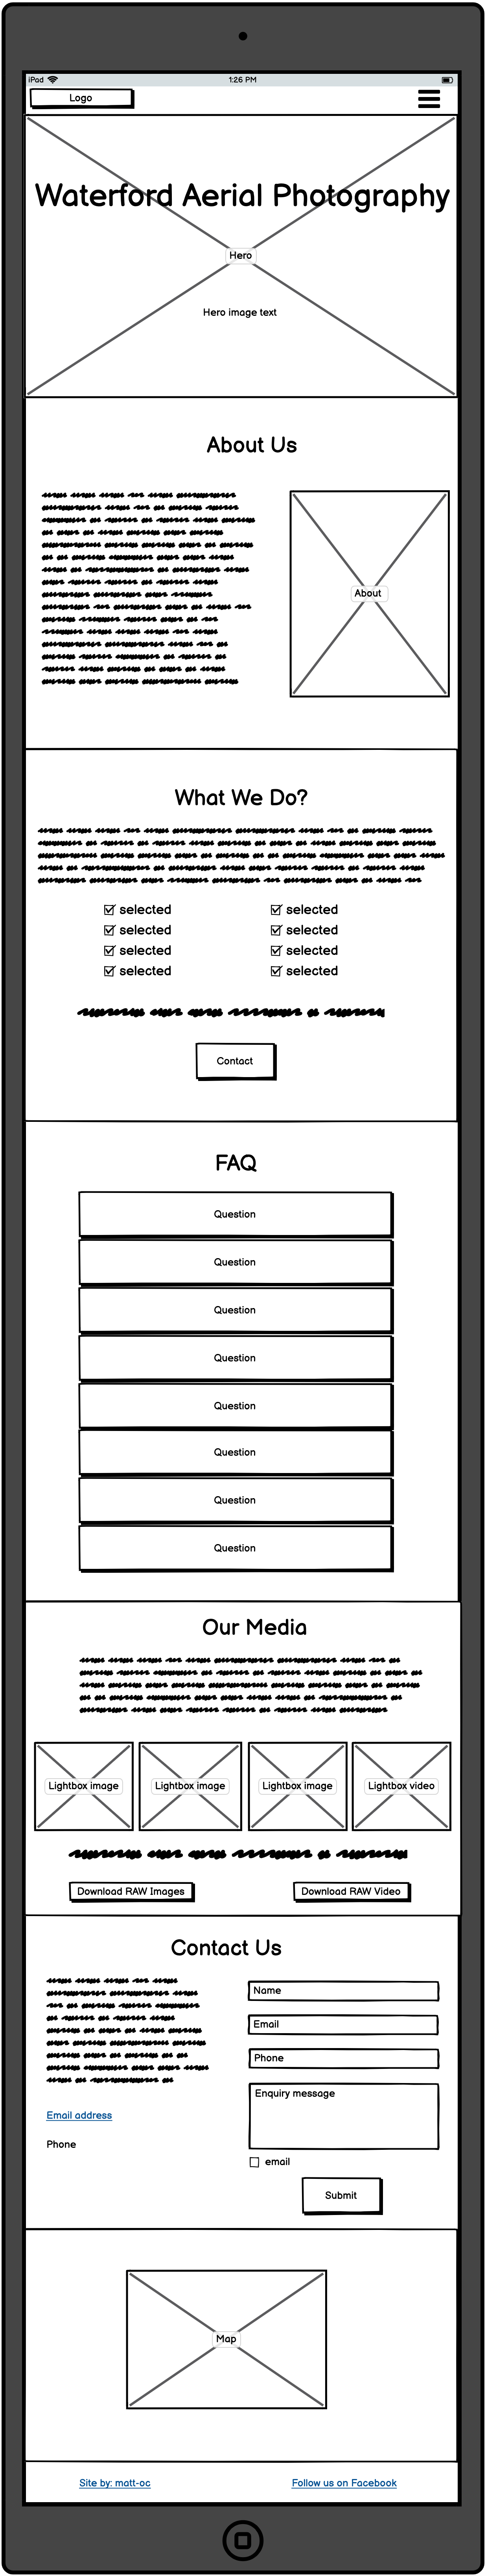 iPad 1:26 PM
Logo
Waterford Aerial Photography
Hero
Hero image text
About Us
About
What We Do?
selected selected
selected selected
selected selected
selected selected
Contact
FAQ
Question
Question
Question
Question
Question
Question
Question
Question
Our Media
Lightbox image Lightbox image Lightbox image Lightbox video
Download RAW Images Download RAW Video
Contact Us
Name
Email
Phone
Enquiry message
Email address
Phone
email
Submit
Map
Site by: matt-oc Follow us on Facebook